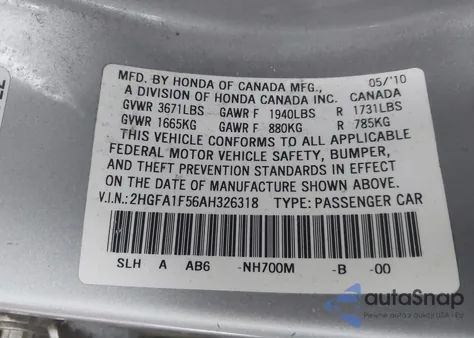 MFD. BY HONDA OF CANADA MFG., 05/'10
A DIVISION OF HONDA CANADA INC. CANADA
GVWR 3671LBS GAWR F 1940LBS R 1731LBS
GVWR 1665KG GAWR F 880KG R 785KG
THIS VEHICLE CONFORMS TO ALL APPLICABLE
FEDERAL MOTOR VEHICLE SAFETY, BUMPER,
AND THEFT PREVENTION STANDARDS IN EFFECT
ON THE DATE OF MANUFACTURE SHOWN ABOVE.
V.I.N.: 2HGFA1F56AH326318 TYPE: PASSENGER CAR
SLH A AB6 -NH700M -B -00
autoSnap
Pewne auto z USA